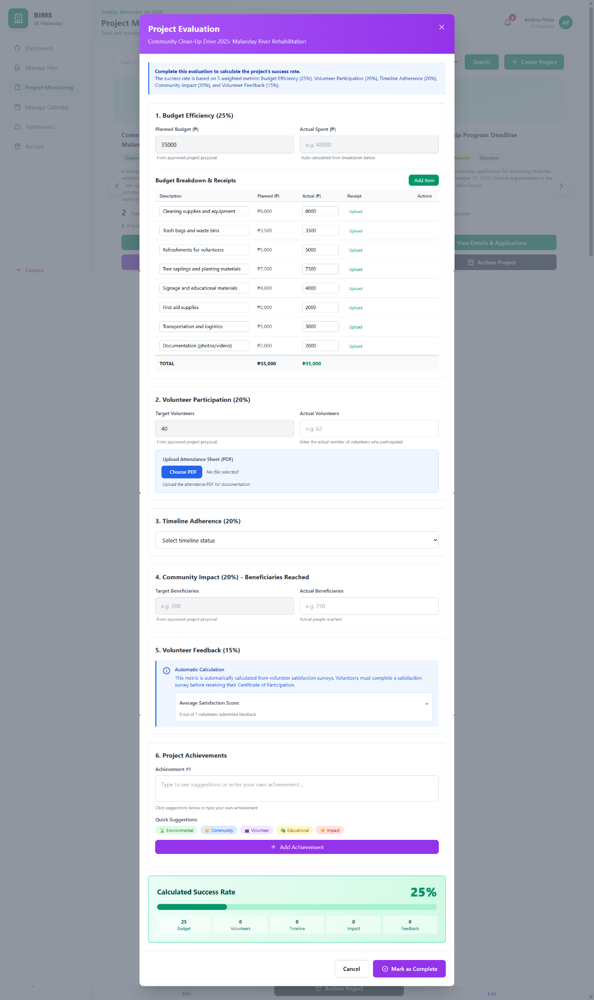 BIMS
SK Malanday
Dashboard
Manage Files
Project Monitoring
Manage Calendar
Testimonies
Archive
Logout
Sunday, December 14, 2025
Project M
Track and manage
8
Andrea Pelias
SK Chairman
AP
Search
Search
Create Project
Comm
Malan
Ongoin
A comp
rehabilit
ean-up
commun
waste fr
2 Tota
2 Inqui
ip Program Deadline
Revision
Education
holarship application for deserving students.
cember 15, 2025. Submit requirements to the
office hours.
plicants
View Details & Applications
Archive Project
Project Evaluation
Community Clean-Up Drive 2025: Malanday River Rehabilitation
Complete this evaluation to calculate the project's success rate.
The success rate is based on 5 weighted metrics: Budget Efficiency (25%), Volunteer Participation (20%), Timeline Adherence (20%),
Community Impact (20%), and Volunteer Feedback (15%).
1. Budget Efficiency (25%)
Planned Budget (₱)
Actual Spent (₱)
35000
e.g. 48000
From approved project proposal
Auto-calculated from breakdown below
Budget Breakdown & Receipts
Add Item
Description Planned (₱) Actual (₱) Receipt Actions
Cleaning supplies and equipment ₱8,000 8000 Upload
Trash bags and waste bins ₱3,500 3500 Upload
Refreshments for volunteers ₱5,000 5000 Upload
Tree saplings and planting materials ₱7,500 7500 Upload
Signage and educational materials ₱4,000 4000 Upload
First aid supplies ₱2,000 2000 Upload
Transportation and logistics ₱3,000 3000 Upload
Documentation (photos/videos) ₱2,000 2000 Upload
TOTAL ₱35,000 ₱35,000
2. Volunteer Participation (20%)
Target Volunteers
Actual Volunteers
40
e.g. 62
From approved project proposal
Enter the actual number of volunteers who participated
Upload Attendance Sheet (PDF)
Choose PDF No file selected
Upload the attendance PDF for documentation
3. Timeline Adherence (20%)
Select timeline status
4. Community Impact (20%) - Beneficiaries Reached
Target Beneficiaries
Actual Beneficiaries
e.g. 200
e.g. 250
From approved project proposal
Actual people reached
5. Volunteer Feedback (15%)
Automatic Calculation
This metric is automatically calculated from volunteer satisfaction surveys. Volunteers must complete a satisfaction
survey before receiving their Certificate of Participation.
Average Satisfaction Score: -
0 out of 1 volunteers submitted feedback
6. Project Achievements
Achievement #1
Type to see suggestions or enter your own achievement...
Click suggestions below or type your own achievement
Quick Suggestions:
Environmental Community Volunteer Educational Impact
+ Add Achievement
Calculated Success Rate 25%
25 0 0 0 0
Budget Volunteers Timeline Impact Feedback
Cancel
Mark as Complete
Edit
Archive Project
Edit